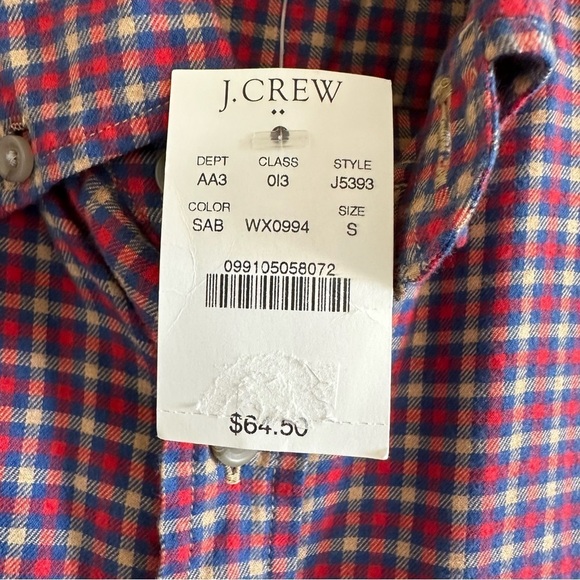 J.CREW
DEPT CLASS STYLE
AA3 013 J5393
COLOR SIZE
SAB WX0994 S
099105058072
$64.50